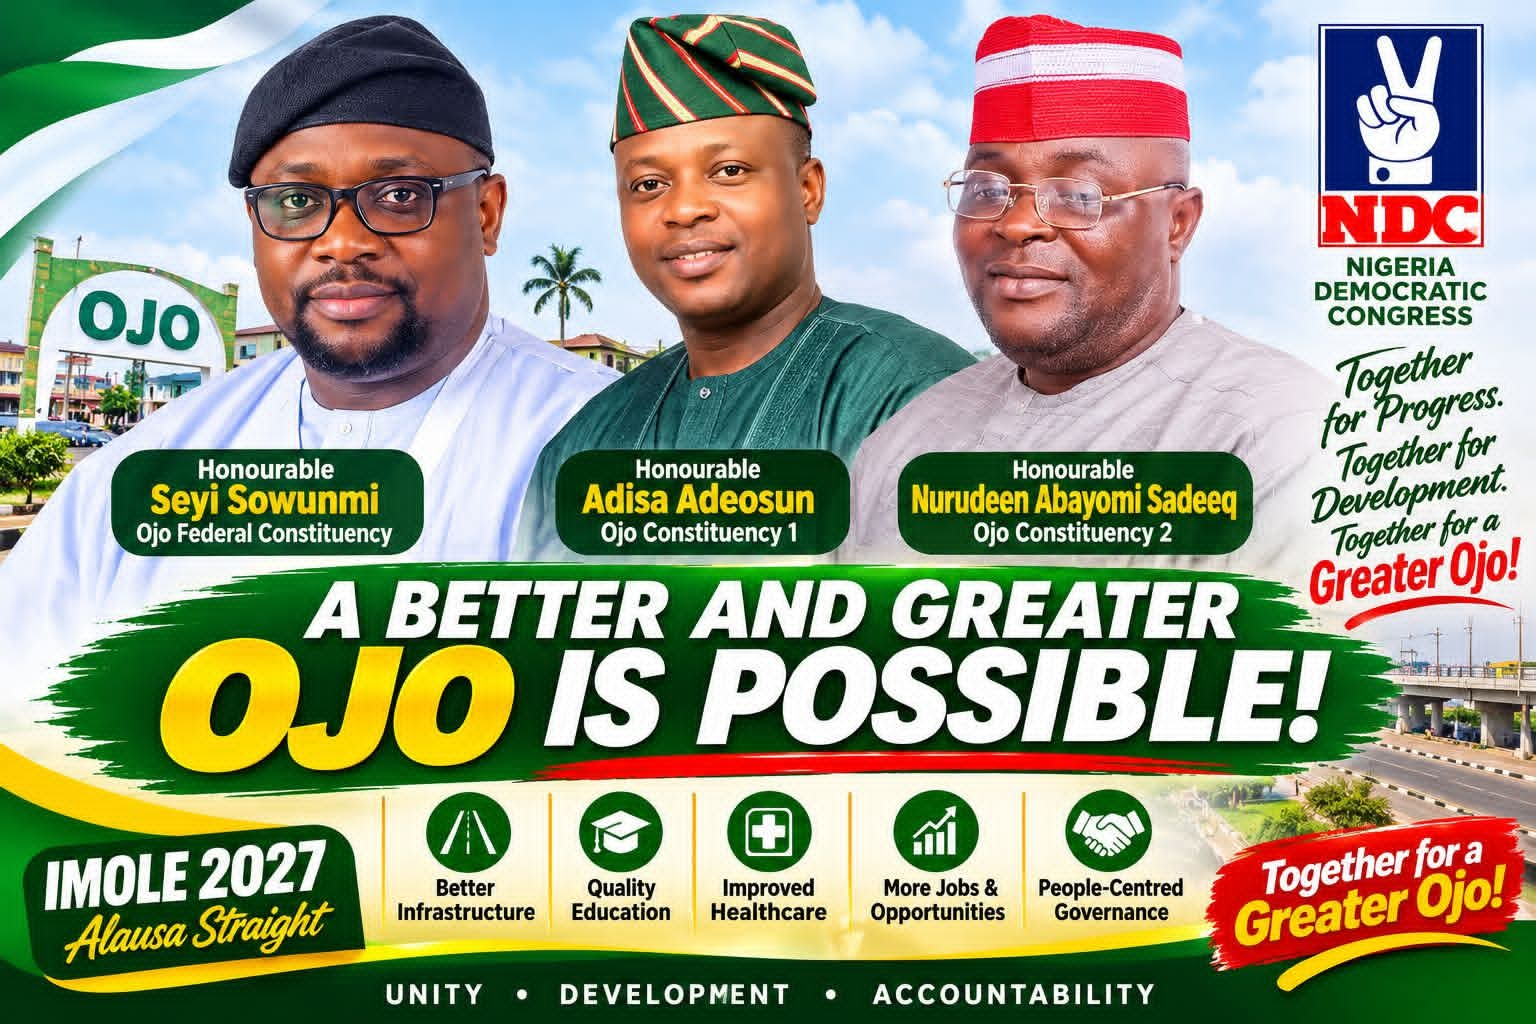 OJO
NDC
NIGERIA
DEMOCRATIC
CONGRESS
Together
for Progress.
Together for
Development.
Together for a
Greater Ojo!
Honourable
Seyi Sowunmi
Ojo Federal Constituency
Honourable
Adisa Adeosun
Ojo Constituency 1
Honourable
Nurudeen Abayomi Sadeeq
Ojo Constituency 2
A BETTER AND GREATER
OJO IS POSSIBLE!
IMOLE 2027
Alausa Straight
Better
Infrastructure
Quality
Education
Improved
Healthcare
More Jobs &
Opportunities
People-Centred
Governance
Together for a
Greater Ojo!
UNITY • DEVELOPMENT • ACCOUNTABILITY